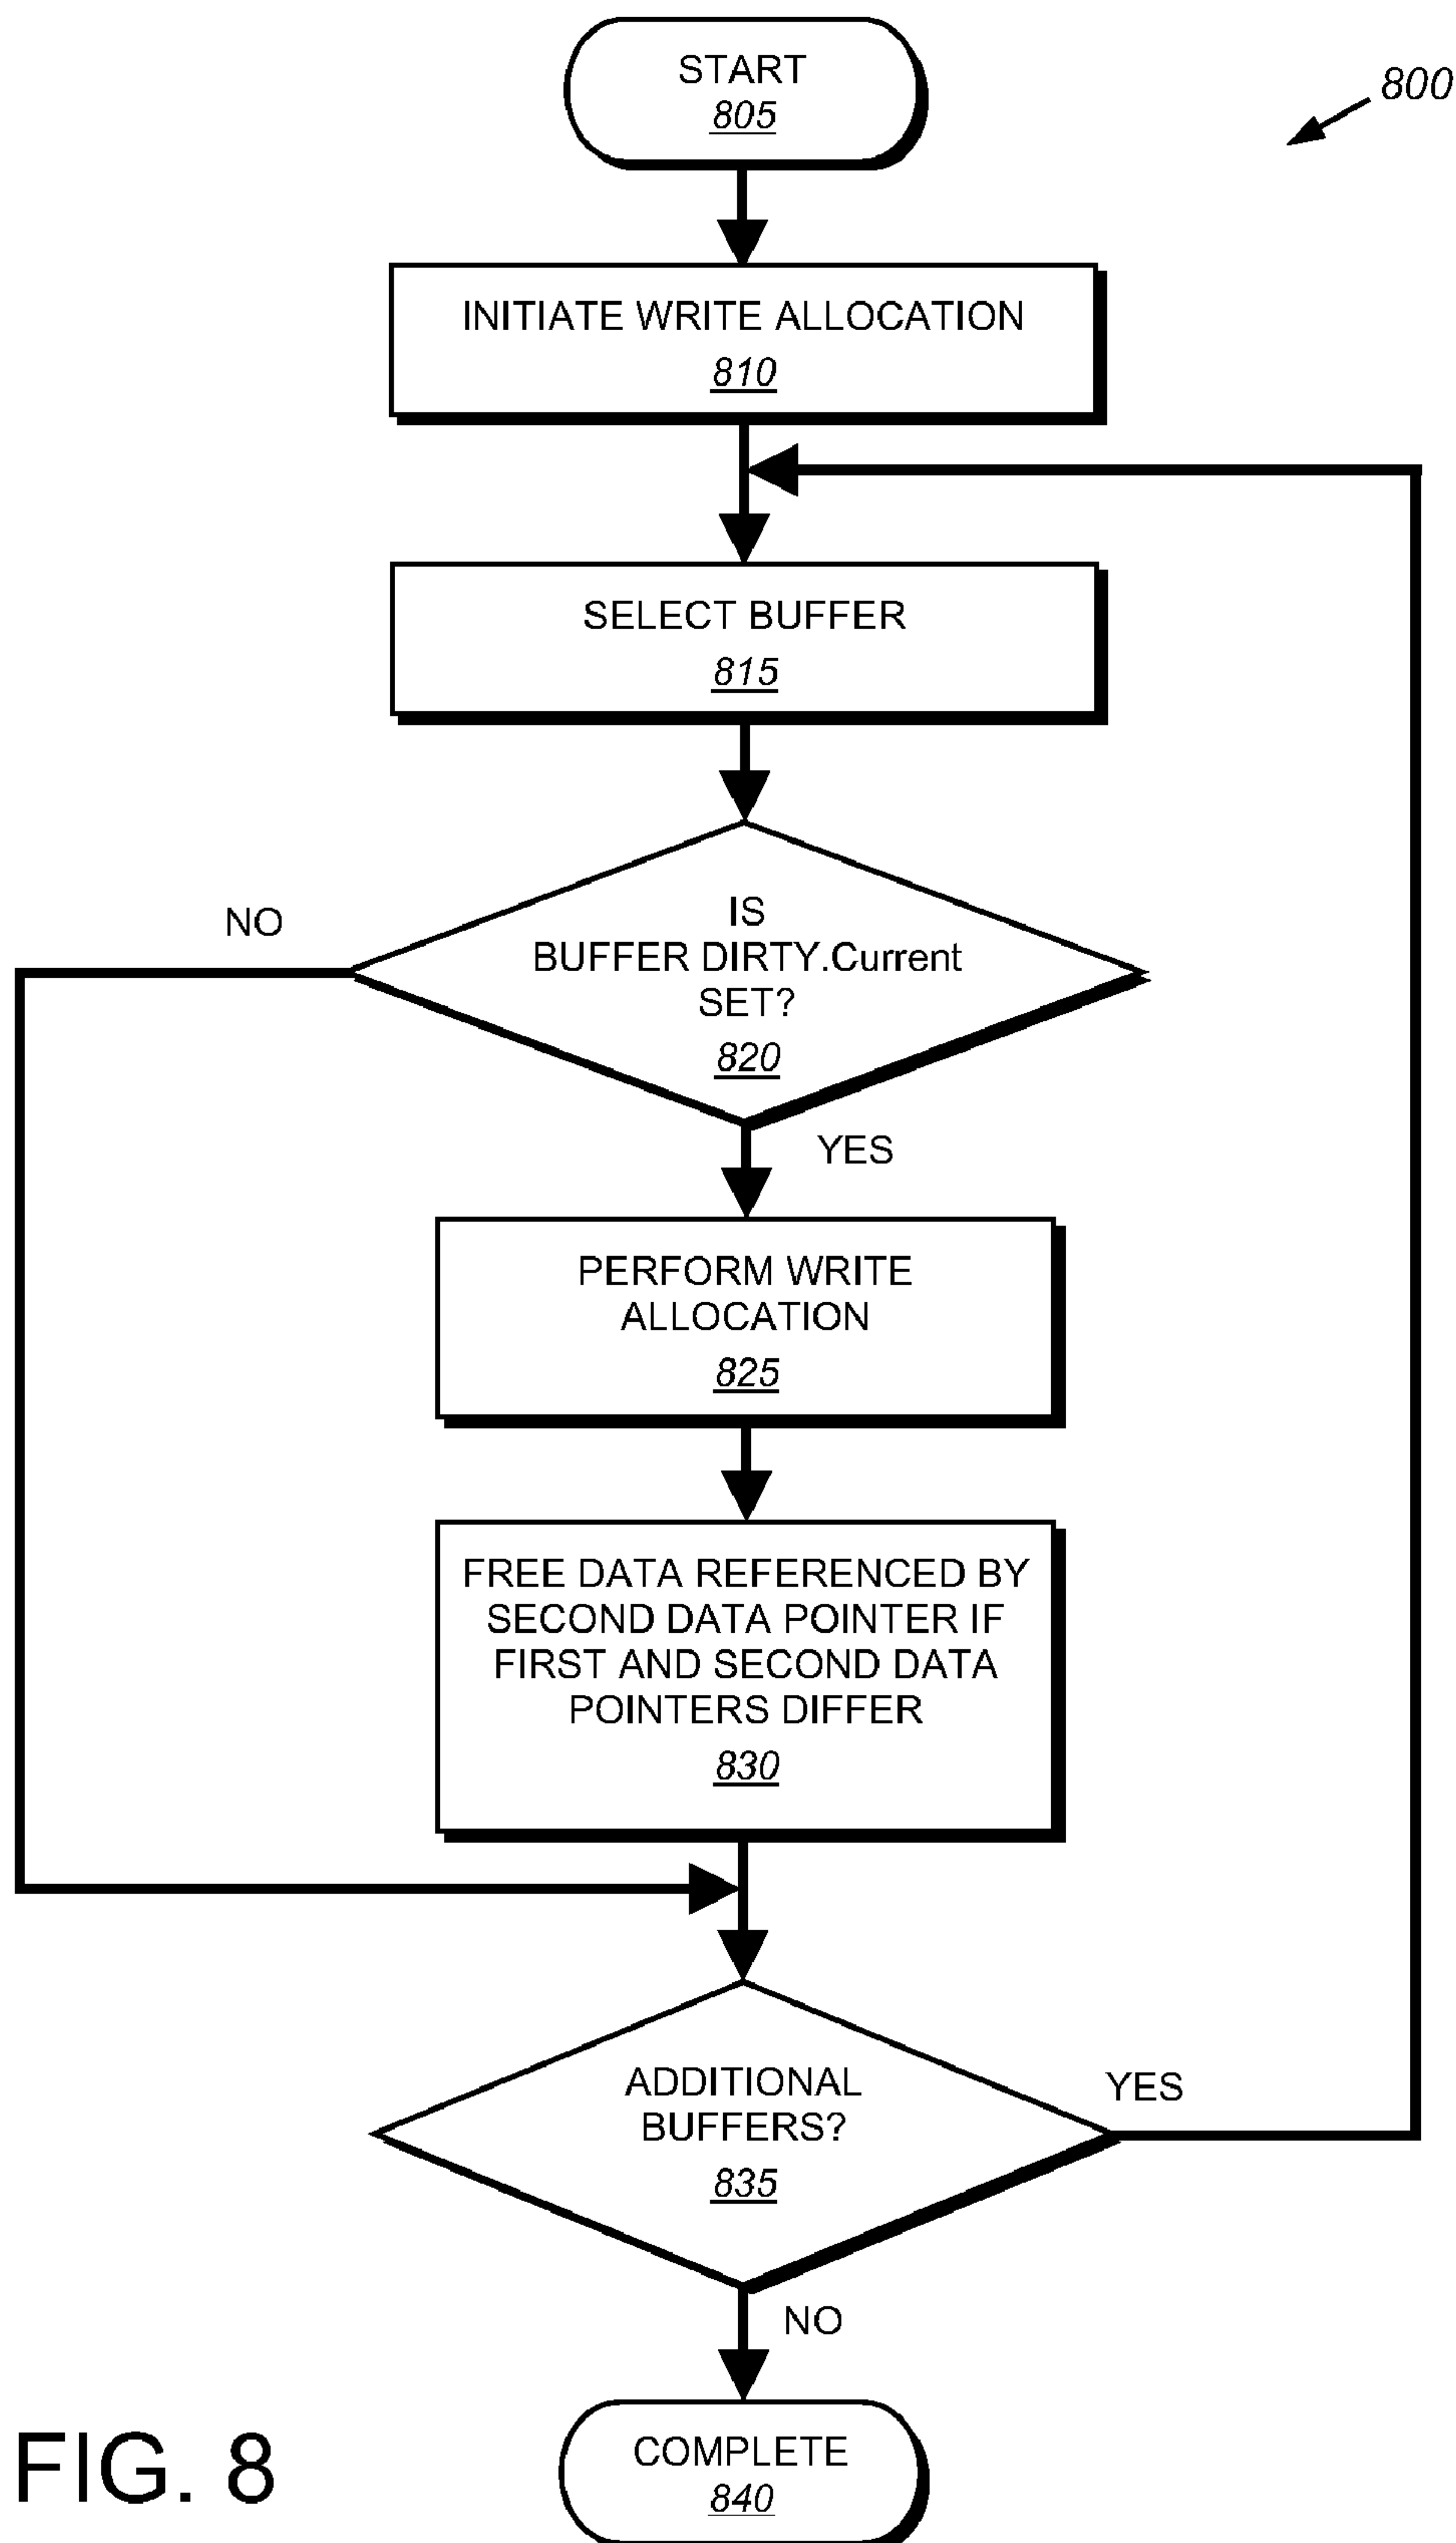 START
805
800
INITIATE WRITE ALLOCATION
810
SELECT BUFFER
815
NO
IS
BUFFER DIRTY.Current
SET?
820
YES
PERFORM WRITE
ALLOCATION
825
FREE DATA REFERENCED BY
SECOND DATA POINTER IF
FIRST AND SECOND DATA
POINTERS DIFFER
830
ADDITIONAL
BUFFERS?
835
YES
NO
COMPLETE
840
FIG. 8